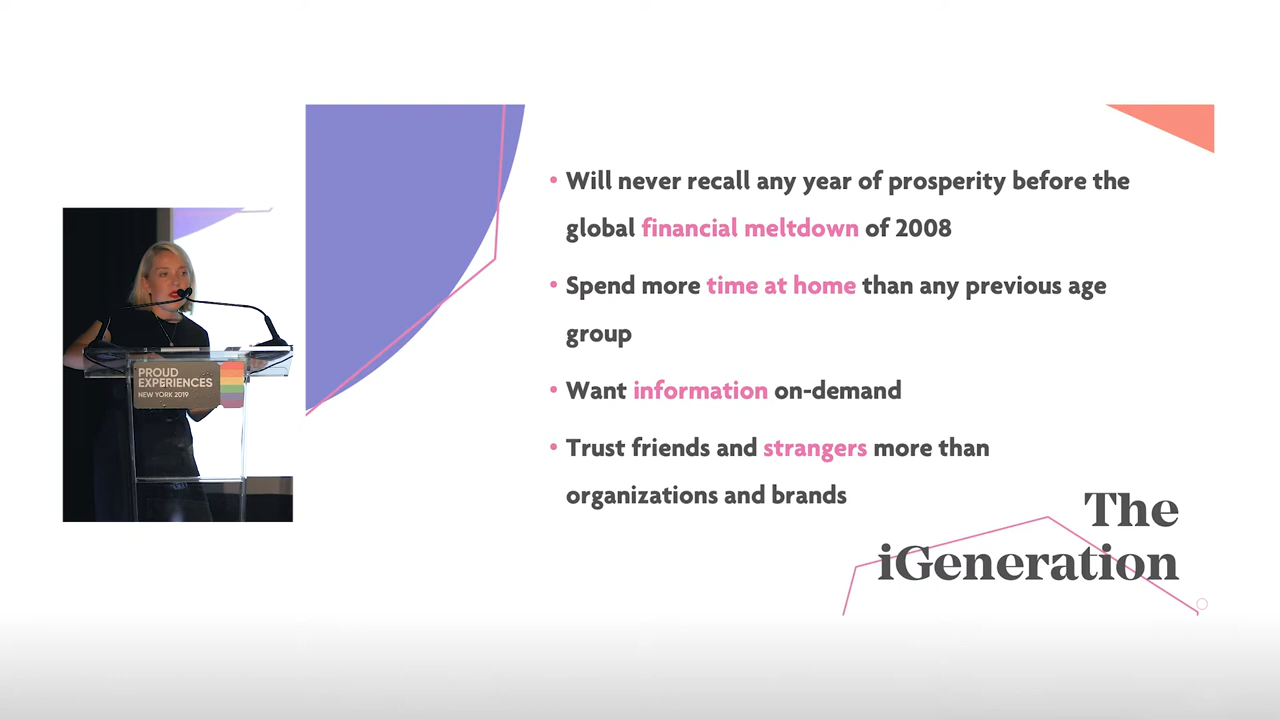 PROUD
EXPERIENCES
NEW YORK 2019
• Will never recall any year of prosperity before the
global financial meltdown of 2008
• Spend more time at home than any previous age
group
• Want information on-demand
• Trust friends and strangers more than
organizations and brands
The
iGeneration